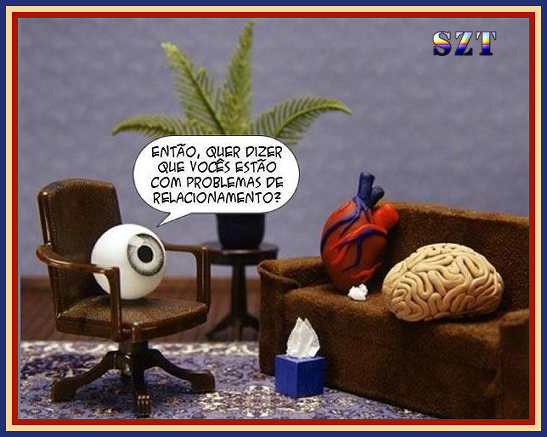 SZT
ENTÃO, QUER DIZER
QUE VOCÊS ESTÃO
COM PROBLEMAS DE
RELACIONAMENTO?